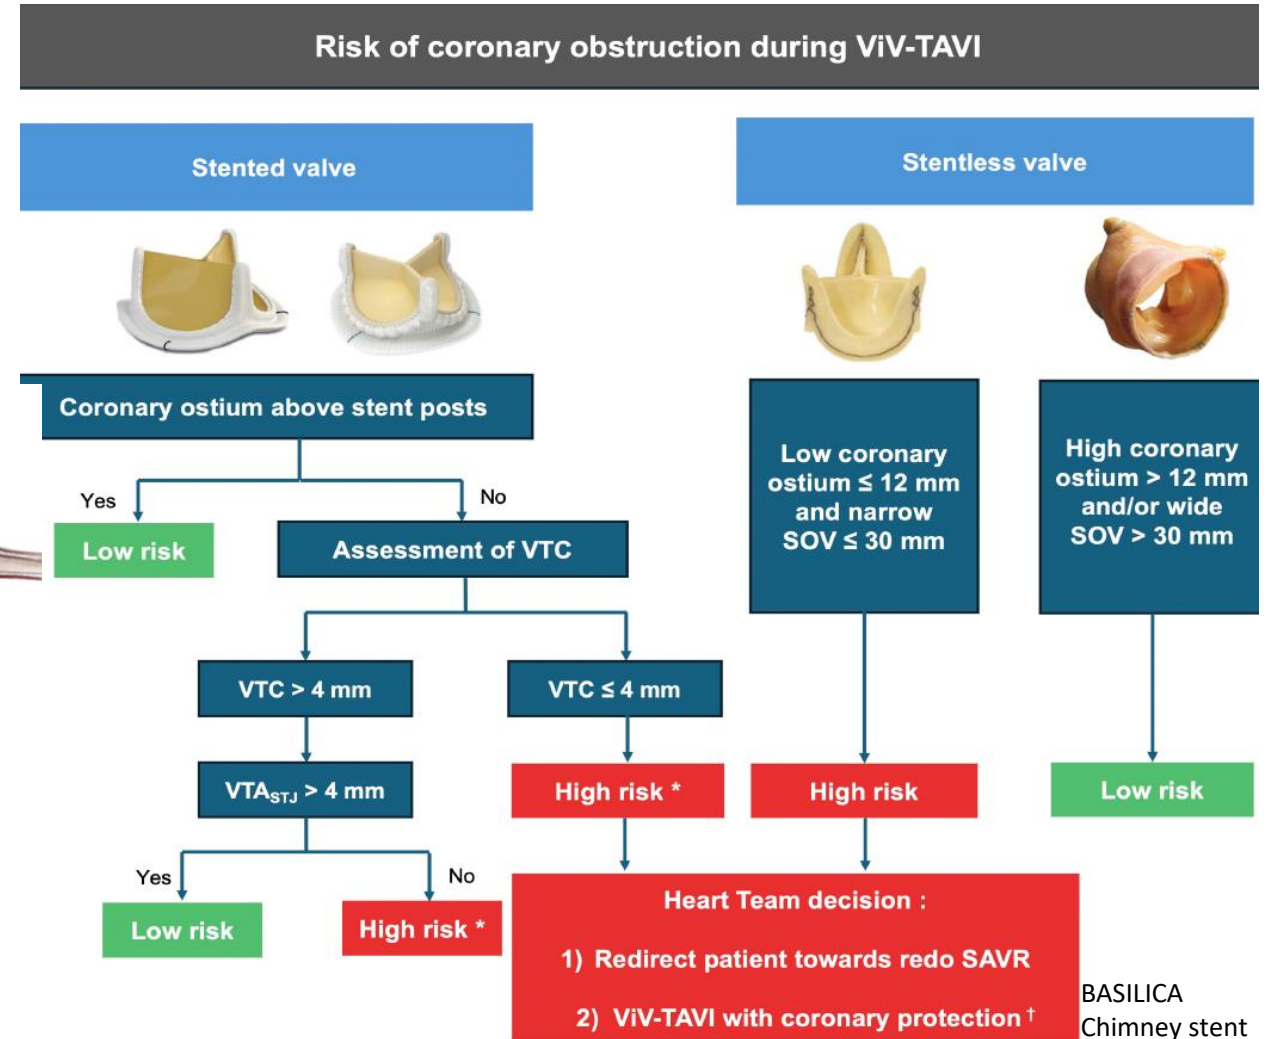 Risk of coronary obstruction during ViV-TAVI
Stented valve
Stentless valve
Coronary ostium above stent posts
Yes
No
Low risk
Assessment of VTC
VTC > 4 mm
VTC ≤ 4 mm
VTA_STJ > 4 mm
High risk *
Yes
No
Low risk
High risk *
Low coronary
ostium ≤ 12 mm
and narrow
SOV ≤ 30 mm
High coronary
ostium > 12 mm
and/or wide
SOV > 30 mm
High risk
Low risk
Heart Team decision :
1) Redirect patient towards redo SAVR
2) ViV-TAVI with coronary protection †
BASILICA
Chimney stent